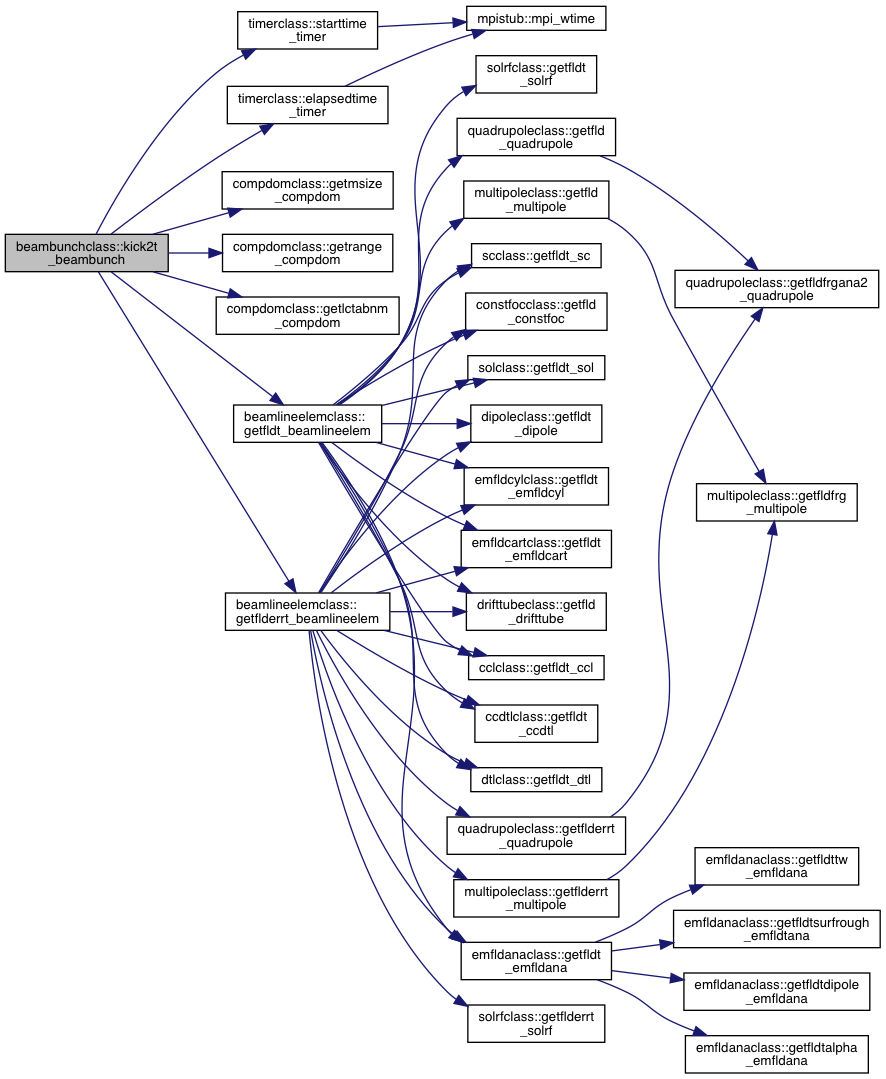 beambunchclass::kick2t
_beambunch
timerclass::starttime
_timer
timerclass::elapsedtime
_timer
compdomclass::getmsize
_compdom
compdomclass::getrange
_compdom
compdomclass::getlctabnm
_compdom
beamlineelemclass::
getfldt_beamlineelem
beamlineelemclass::
getflderrt_beamlineelem
mpistub::mpi_wtime
solrfclass::getfldt
_solrf
quadrupoleclass::getfld
_quadrupole
multipoleclass::getfld
_multipole
scclass::getfldt_sc
constfocclass::getfld
_constfoc
solclass::getfldt_sol
dipoleclass::getfldt
_dipole
emfldcylclass::getfldt
_emfldcyl
emfldcartclass::getfldt
_emfldcart
drifttubeclass::getfld
_drifttube
cclclass::getfldt_ccl
ccdtlclass::getfldt
_ccdtl
dtlclass::getfldt_dtl
quadrupoleclass::getflderrt
_quadrupole
multipoleclass::getflderrt
_multipole
emfldanaclass::getfldt
_emfldana
solrfclass::getflderrt
_solrf
quadrupoleclass::getfldfrgana2
_quadrupole
multipoleclass::getfldfrg
_multipole
emfldanaclass::getfldttw
_emfldana
emfldanaclass::getfldtsurfrough
_emfldtana
emfldanaclass::getfldtdipole
_emfldana
emfldanaclass::getfldtalpha
_emfldana